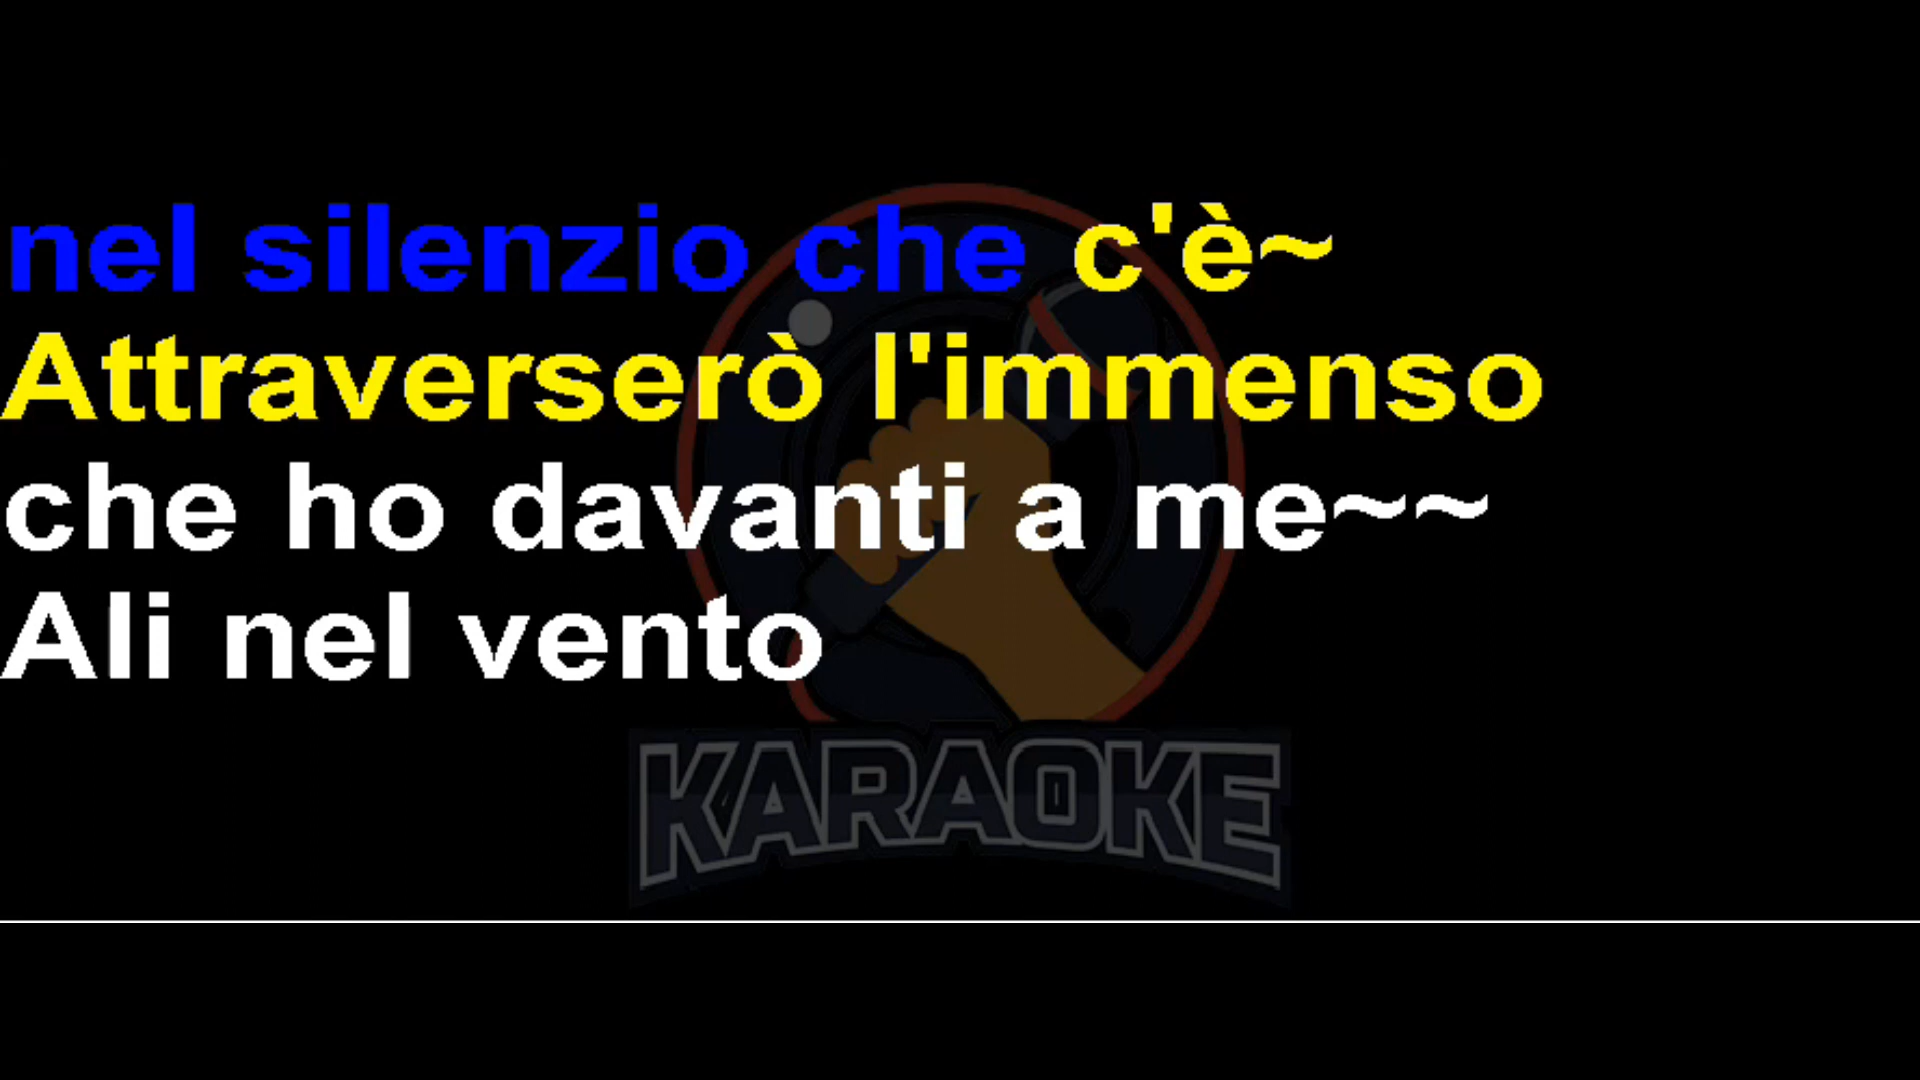 nel silenzio che c'è~
Attraverserò l'immenso
che ho davanti a me~~
Ali nel vento
KARAOKE